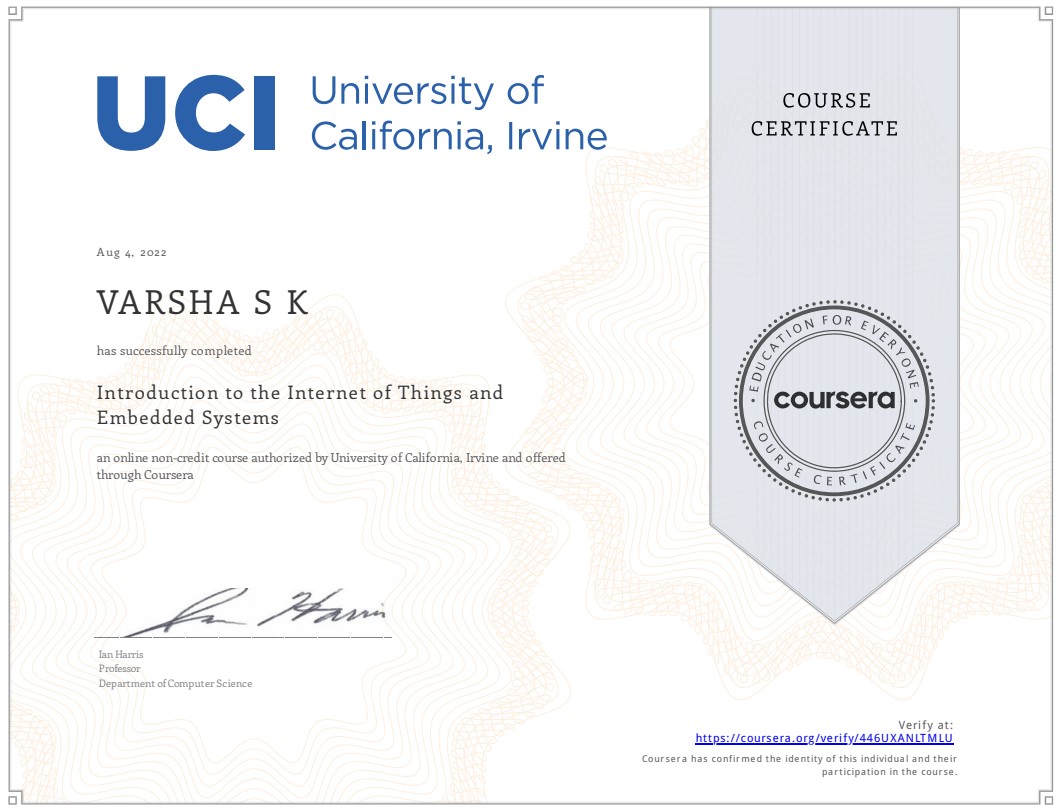 UCI
University of
California, Irvine
COURSE
CERTIFICATE
Aug 4, 2022
VARSHA S K
has successfully completed
Introduction to the Internet of Things and
Embedded Systems
an online non-credit course authorized by University of California, Irvine and offered
through Coursera
EDUCATION FOR EVERYONE
coursera
COURSE CERTIFICATE
Ian Harris
Ian Harris
Professor
Department of Computer Science
Verify at:
https://coursera.org/verify/446UXANLTMLU
Coursera has confirmed the identity of this individual and their
participation in the course.